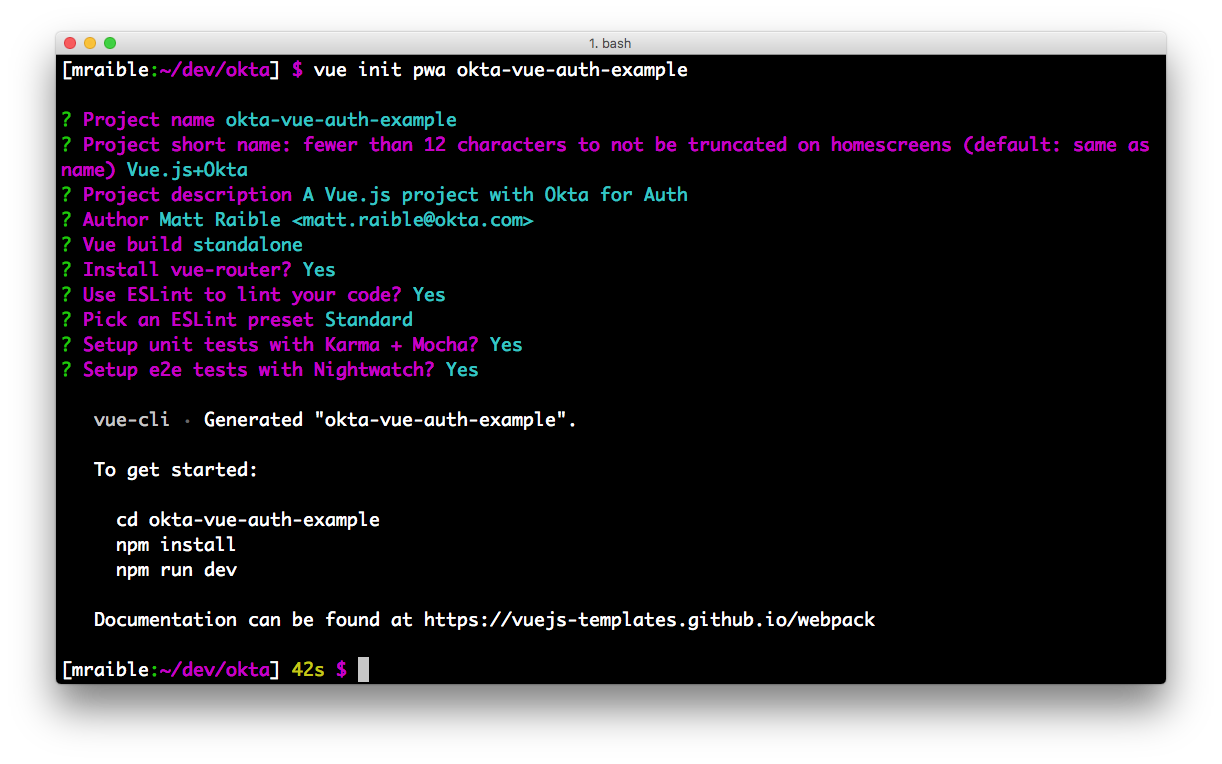 1. bash
[mraible:~/dev/okta] $ vue init pwa okta-vue-auth-example
? Project name okta-vue-auth-example
? Project short name: fewer than 12 characters to not be truncated on homescreens (default: same as
name) Vue.js+Okta
? Project description A Vue.js project with Okta for Auth
? Author Matt Raible <matt.raible@okta.com>
? Vue build standalone
? Install vue-router? Yes
? Use ESLint to lint your code? Yes
? Pick an ESLint preset Standard
? Setup unit tests with Karma + Mocha? Yes
? Setup e2e tests with Nightwatch? Yes
vue-cli · Generated "okta-vue-auth-example".
To get started:
cd okta-vue-auth-example
npm install
npm run dev
Documentation can be found at https://vuejs-templates.github.io/webpack
[mraible:~/dev/okta] 42s $